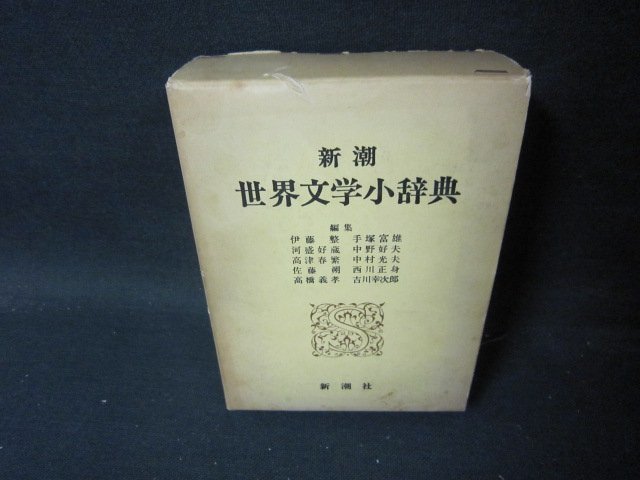 新潮
世界文学小辞典
編集
伊藤 整 手塚富雄
河盛好蔵 中野好夫
高津春繁 中村光夫
佐藤 朔 西川正身
高橋義孝 吉川幸次郎
S
新潮社